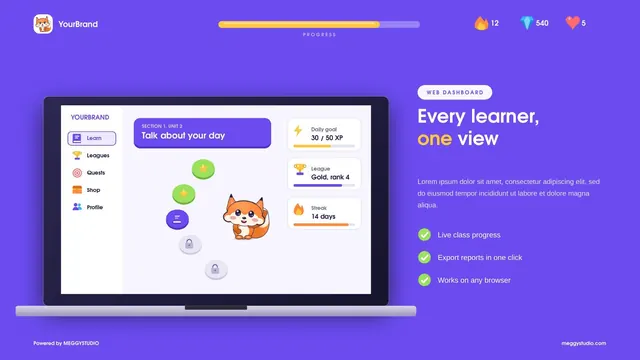 YourBrand
PROGRESS
12
540
5
YOURBRAND
Learn
Leagues
Quests
Shop
Profile
SECTION 1, UNIT 2
Talk about your day
Daily goal
30 / 50 XP
League
Gold, rank 4
Streak
14 days
WEB DASHBOARD
Every learner,
one view
Lorem ipsum dolor sit amet, consectetur adipiscing elit, sed
do eiusmod tempor incididunt ut labore et dolore magna
aliqua.
Live class progress
Export reports in one click
Works on any browser
Powered by MEGGYSTUDIO
meggystudio.com